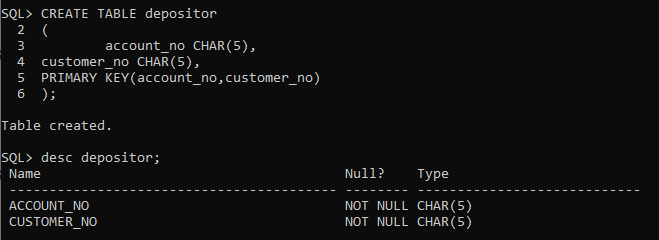 SQL> CREATE TABLE depositor
2 (
3 account_no CHAR(5),
4 customer_no CHAR(5),
5 PRIMARY KEY(account_no,customer_no)
6 );
Table created.
SQL> desc depositor;
Name Null? Type
----------------------------------------- -------- ----------------------------
ACCOUNT_NO NOT NULL CHAR(5)
CUSTOMER_NO NOT NULL CHAR(5)